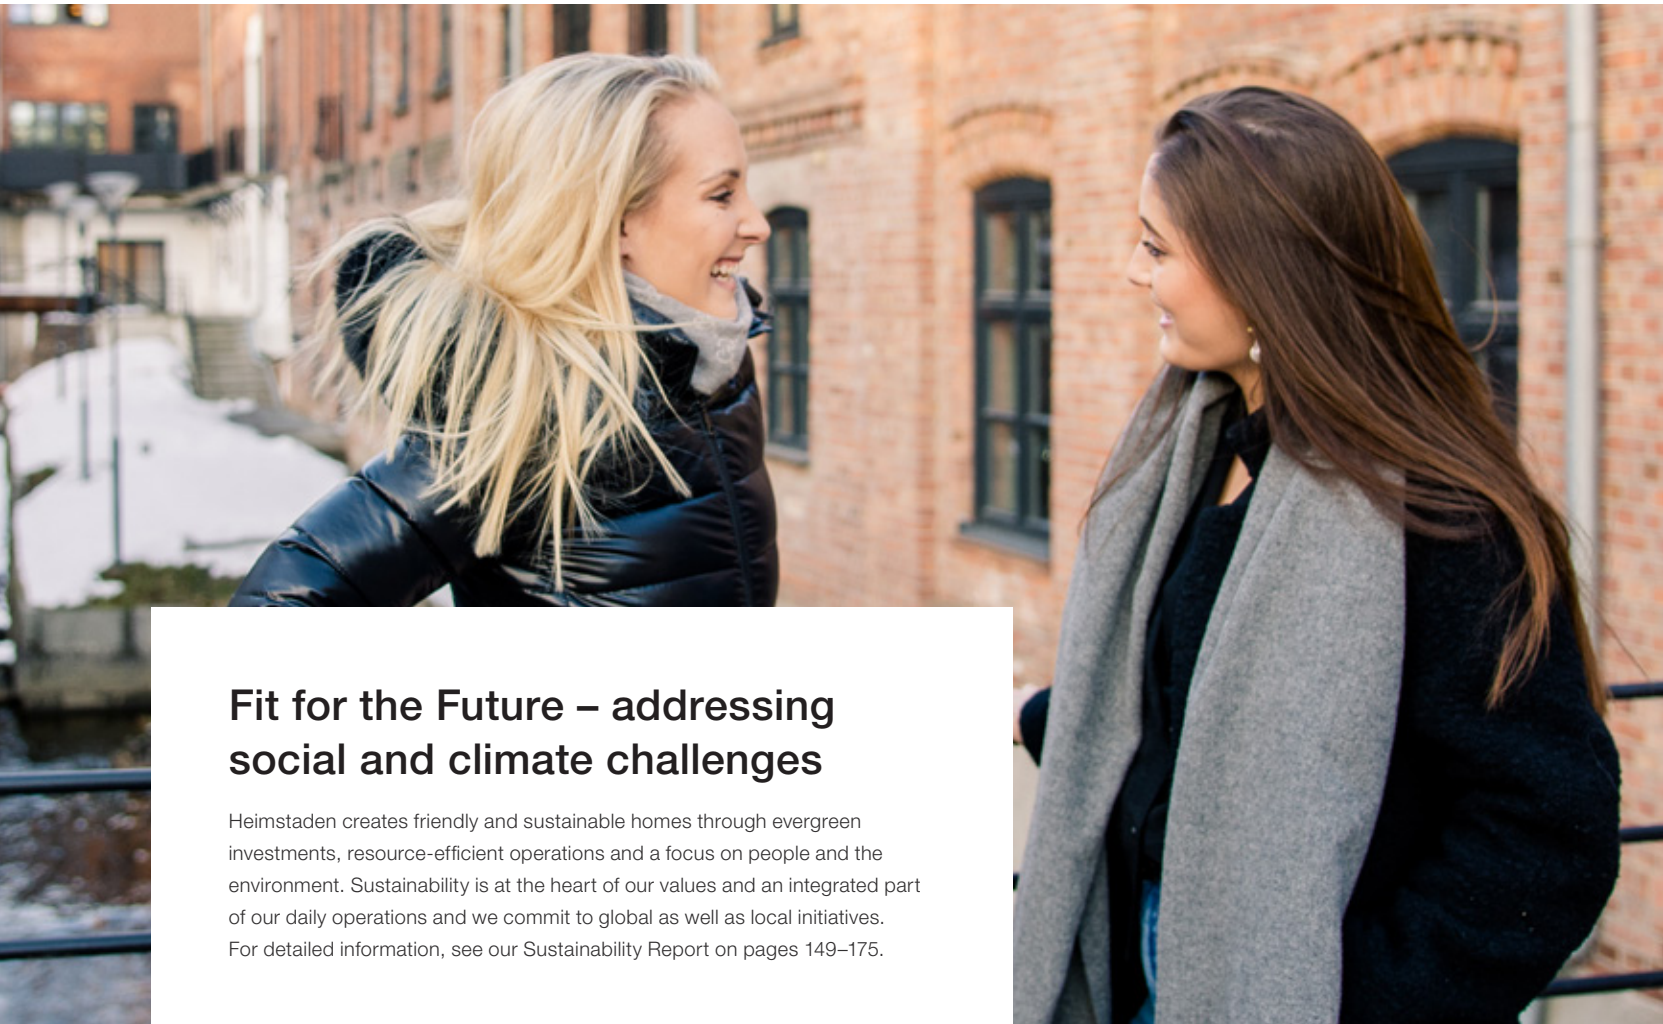 Fit for the Future – addressing
social and climate challenges
Heimstaden creates friendly and sustainable homes through evergreen
investments, resource-efficient operations and a focus on people and the
environment. Sustainability is at the heart of our values and an integrated part
of our daily operations and we commit to global as well as local initiatives.
For detailed information, see our Sustainability Report on pages 149–175.